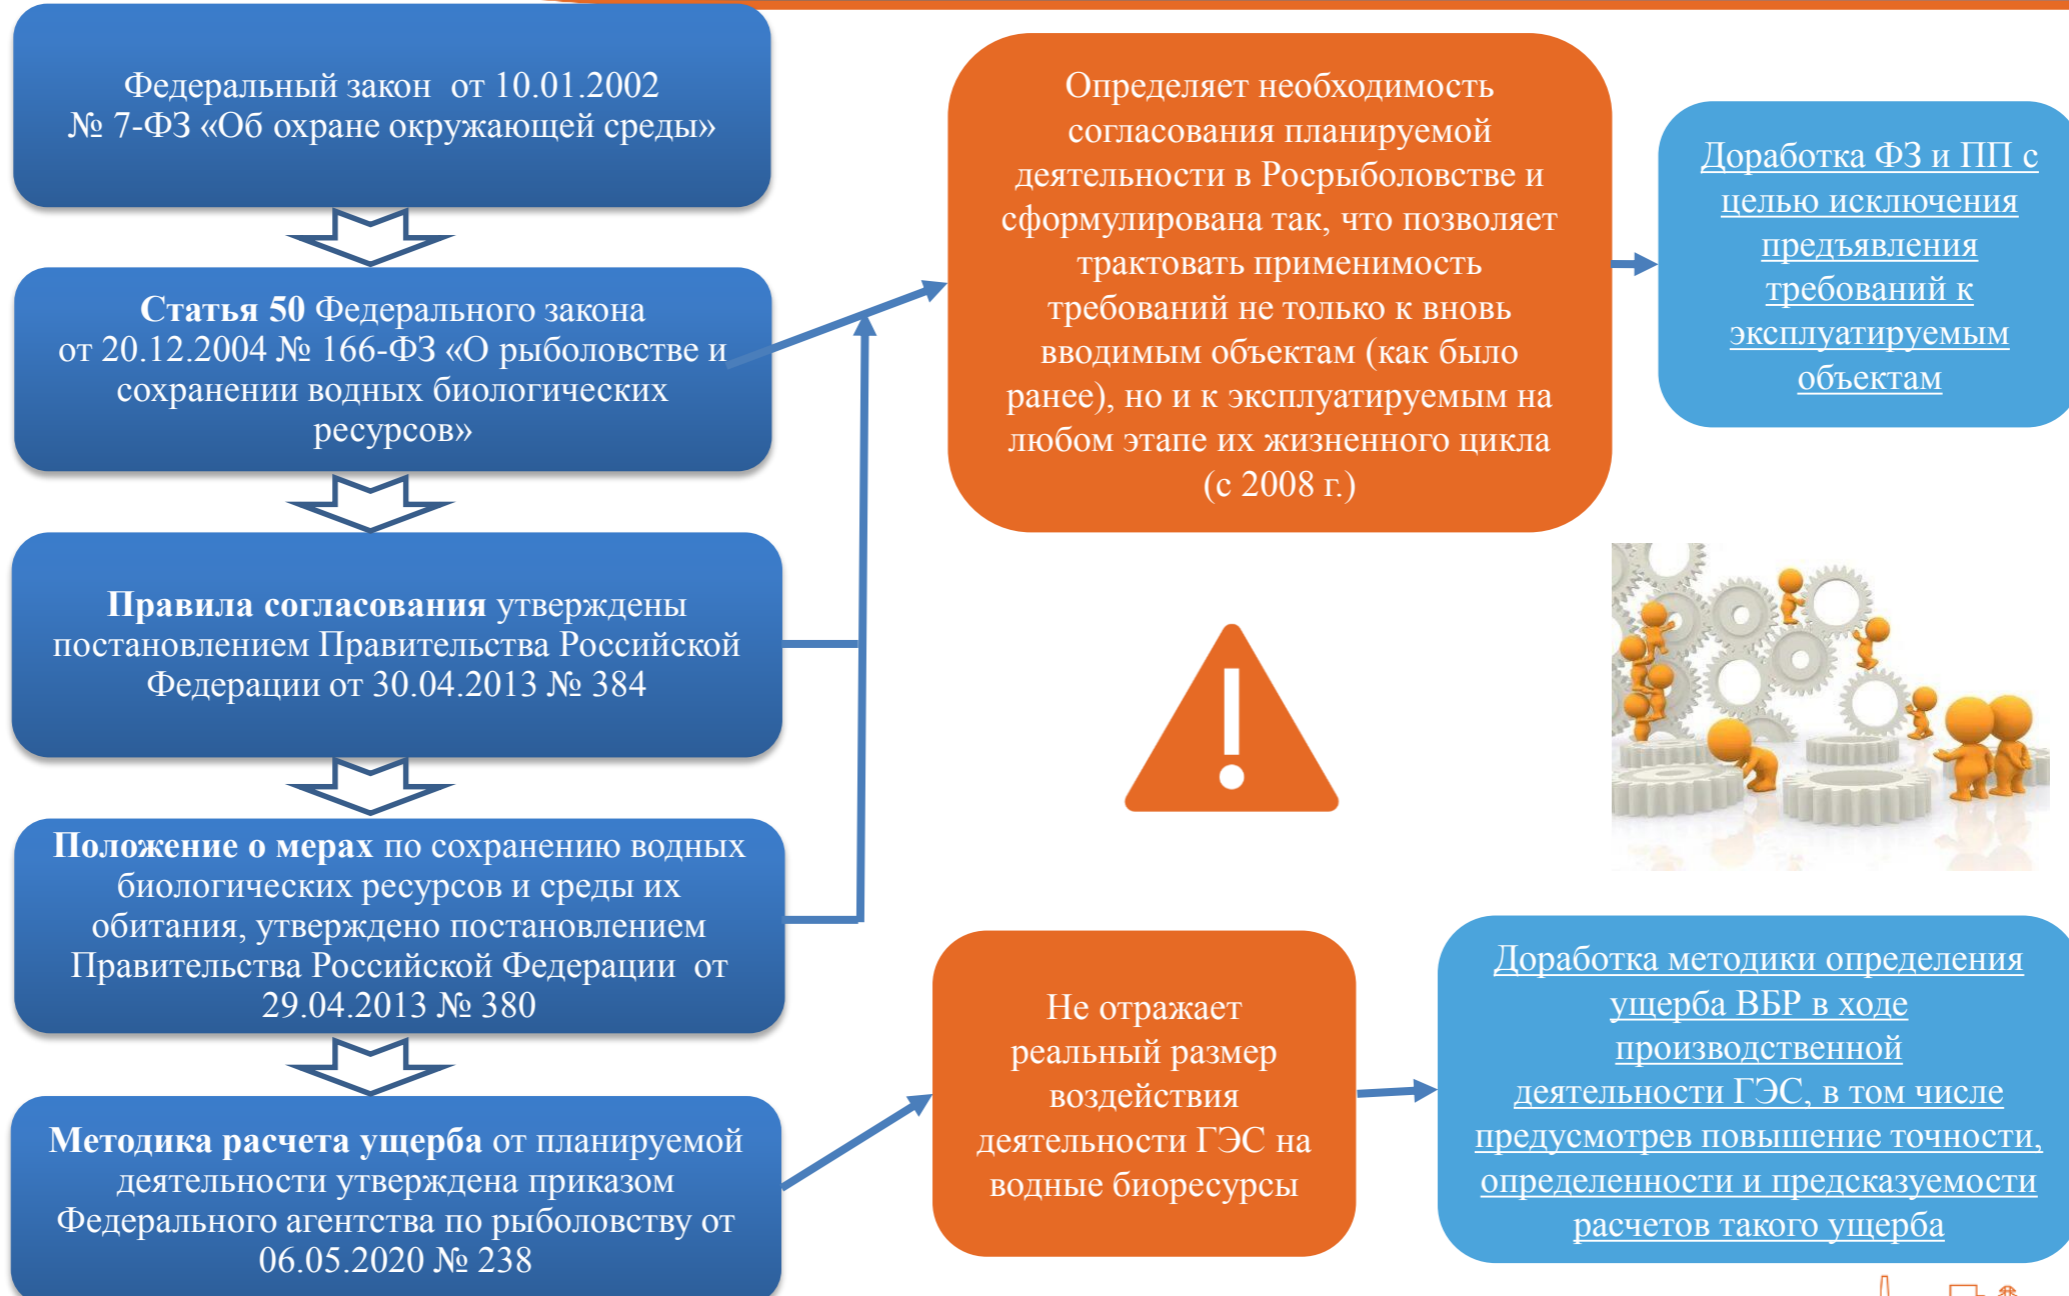 Федеральный закон от 10.01.2002
№ 7-ФЗ «Об охране окружающей среды»
Статья 50 Федерального закона
от 20.12.2004 № 166-ФЗ «О рыболовстве и
сохранении водных биологических
ресурсов»
Правила согласования утверждены
постановлением Правительства Российской
Федерации от 30.04.2013 № 384
Положение о мерах по сохранению водных
биологических ресурсов и среды их
обитания, утверждено постановлением
Правительства Российской Федерации от
29.04.2013 № 380
Методика расчета ущерба от планируемой
деятельности утверждена приказом
Федерального агентства по рыболовству от
06.05.2020 № 238
Определяет необходимость
согласования планируемой
деятельности в Росрыболовстве и
сформулирована так, что позволяет
трактовать применимость
требований не только к вновь
вводимым объектам (как было
ранее), но и к эксплуатируемым на
любом этапе их жизненного цикла
(с 2008 г.)
Доработка ФЗ и ПП с
целью исключения
предъявления
требований к
эксплуатируемым
объектам
Не отражает
реальный размер
воздействия
деятельности ГЭС на
водные биоресурсы
Доработка методики определения
ущерба ВБР в ходе
производственной
деятельности ГЭС, в том числе
предусмотрев повышение точности,
определенности и предсказуемости
расчетов такого ущерба